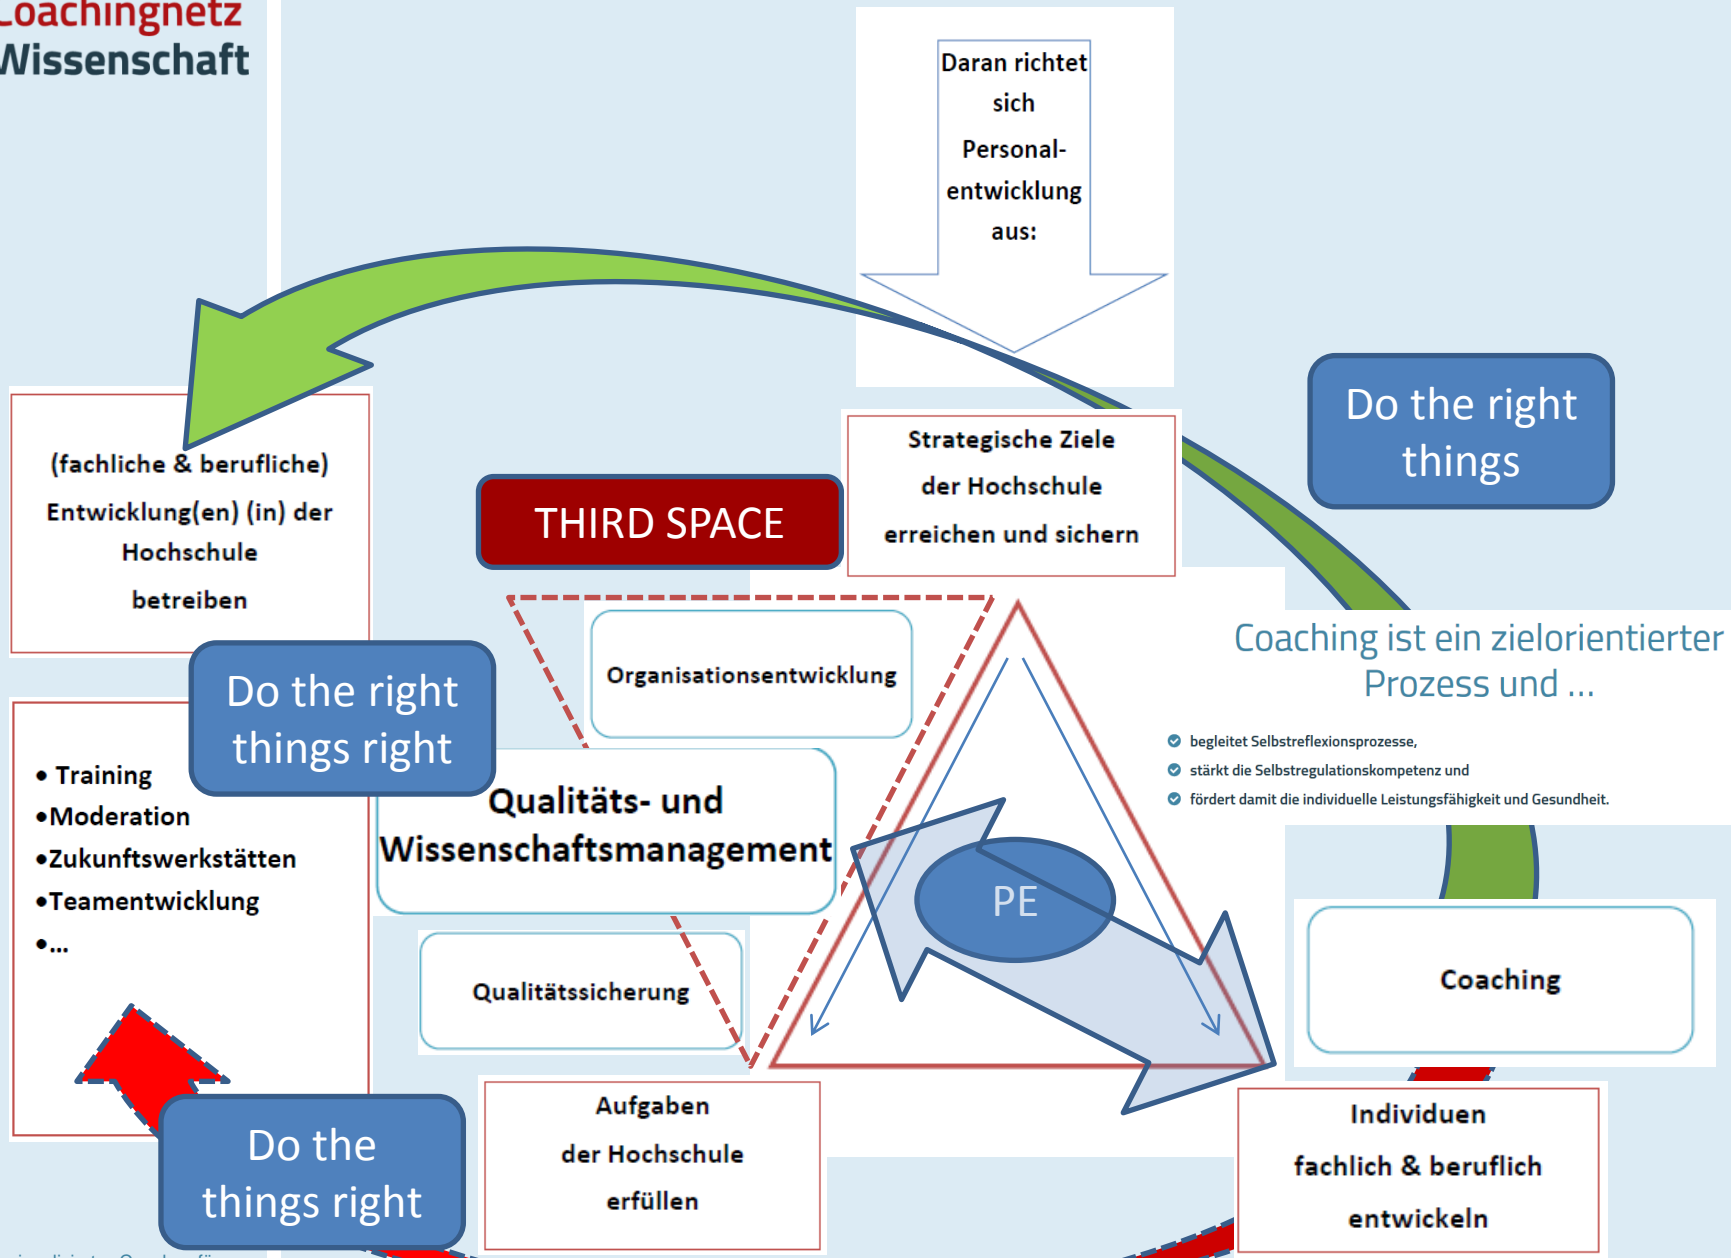 Coachingnetz
Wissenschaft
Daran richtet
sich
Personal-
entwicklung
aus:
Do the right
things
(fachliche & berufliche)
Entwicklung(en) (in) der
Hochschule
betreiben
THIRD SPACE
Strategische Ziele
der Hochschule
erreichen und sichern
Coaching ist ein zielorientierter
Prozess und ...
begleitet Selbstreflexionsprozesse,
stärkt die Selbstregulationskompetenz und
fördert damit die individuelle Leistungsfähigkeit und Gesundheit.
Organisationsentwicklung
Do the right
things right
• Training
•Moderation
•Zukunftswerkstätten
•Teamentwicklung
•...
Qualitäts- und
Wissenschaftsmanagement
PE
Qualitätssicherung
Coaching
Do the
things right
Aufgaben
der Hochschule
erfüllen
Individuen
fachlich & beruflich
entwickeln